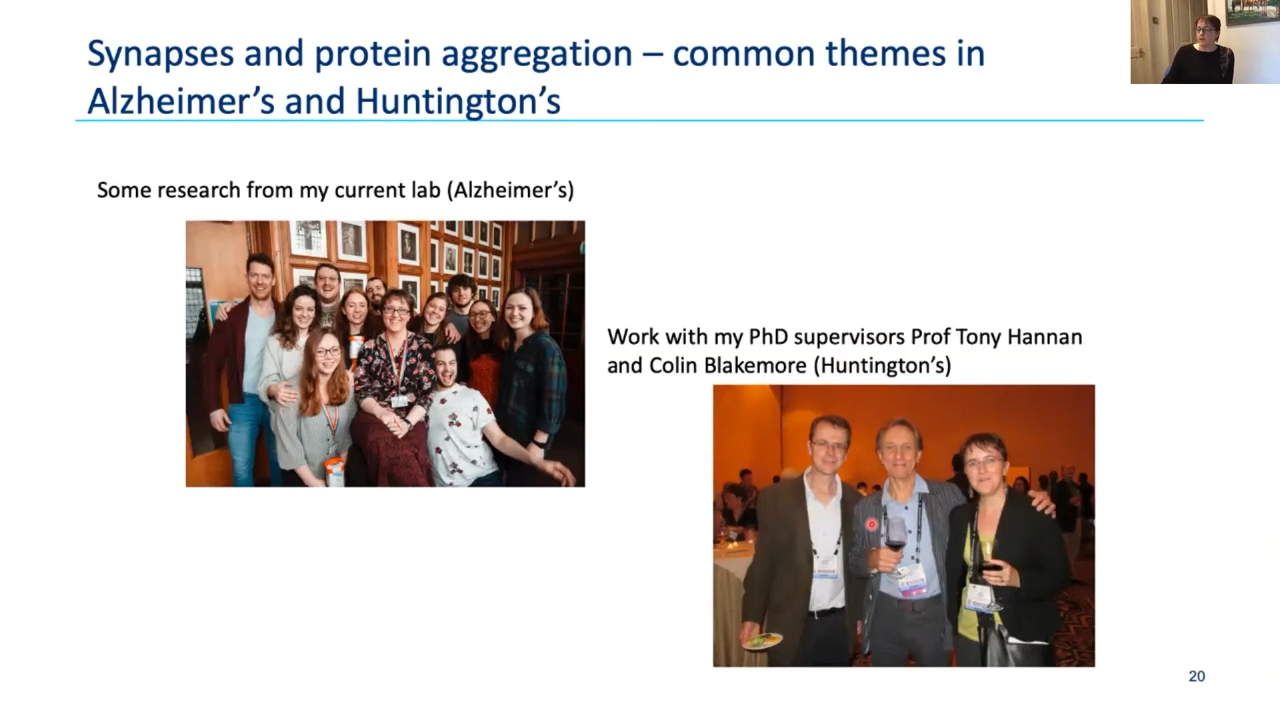 Synapses and protein aggregation – common themes in
Alzheimer’s and Huntington’s
Some research from my current lab (Alzheimer’s)
Work with my PhD supervisors Prof Tony Hannan
and Colin Blakemore (Huntington’s)
20